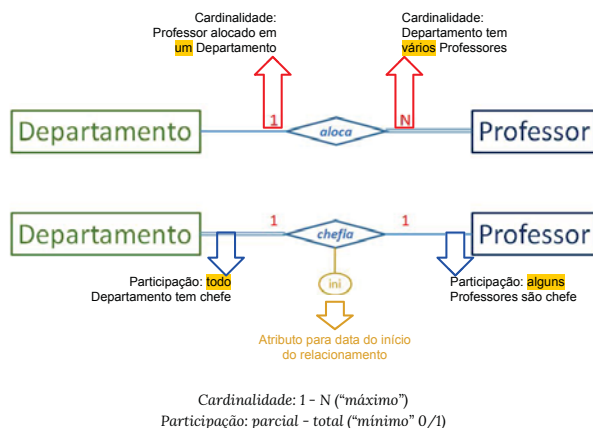 Cardinalidade:
Professor alocado em
um Departamento
Cardinalidade:
Departamento tem
vários Professores
Departamento
1
aloca
N
Professor
Departamento
1
chefia
1
Professor
ini
Participação: todo
Departamento tem chefe
Participação: alguns
Professores são chefe
Atributo para data do início
do relacionamento
Cardinalidade: 1 - N (“máximo”)
Participação: parcial - total (“mínimo” 0/1)